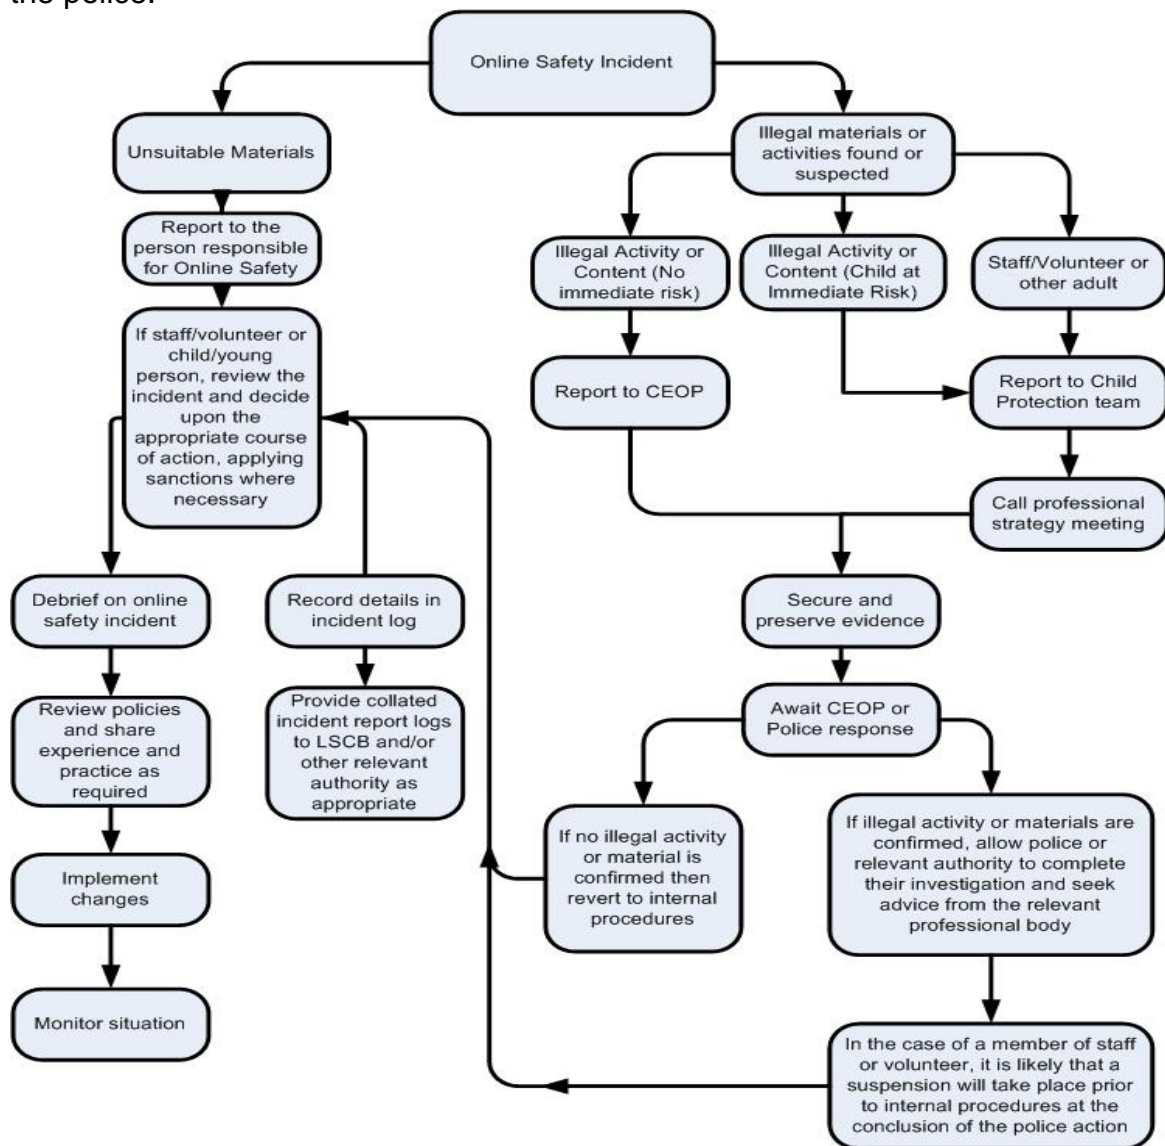 the police.
Online Safety Incident
Unsuitable Materials
Illegal materials or
activities found or
suspected
Report to the
person responsible
for Online Safety
Illegal Activity or
Content (No
immediate risk)
Illegal Activity or
Content (Child at
Immediate Risk)
Staff/Volunteer or
other adult
If staff/volunteer or
child/young
person, review the
incident and decide
upon the
appropriate course
of action, applying
sanctions where
necessary
Report to CEOP
Report to Child
Protection team
Call professional
strategy meeting
Debrief on online
safety incident
Record details in
incident log
Secure and
preserve evidence
Review policies
and share
experience and
practice as
required
Provide collated
incident report logs
to LSCB and/or
other relevant
authority as
appropriate
Await CEOP or
Police response
If no illegal activity
or material is
confirmed then
revert to internal
procedures
If illegal activity or materials are
confirmed, allow police or
relevant authority to complete
their investigation and seek
advice from the relevant
professional body
Implement
changes
Monitor situation
In the case of a member of staff
or volunteer, it is likely that a
suspension will take place prior
to internal procedures at the
conclusion of the police action